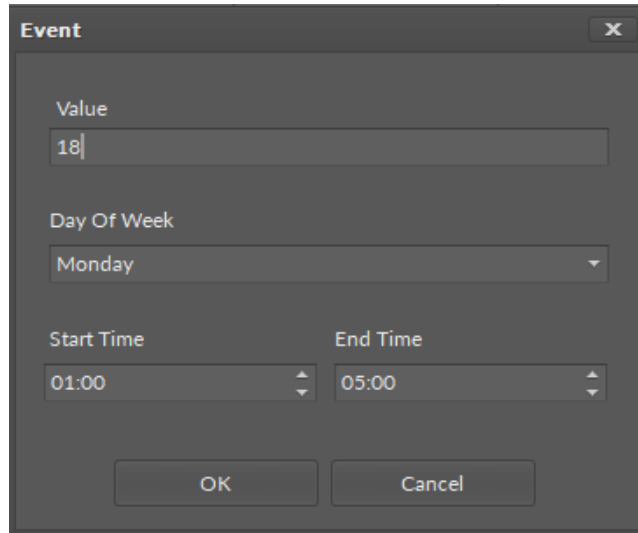 Event
Value
18
Day Of Week
Monday
Start Time End Time
01:00 05:00
OK Cancel